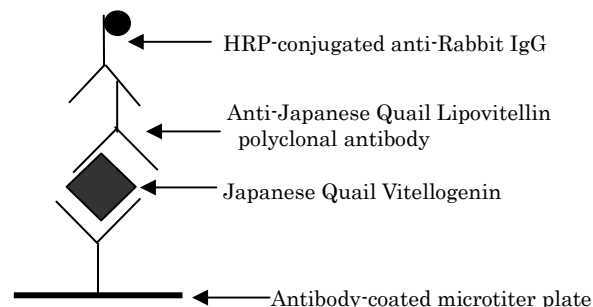 HRP-conjugated anti-Rabbit IgG
Anti-Japanese Quail Lipovitellin
polyclonal antibody
Japanese Quail Vitellogenin
Antibody-coated microtiter plate